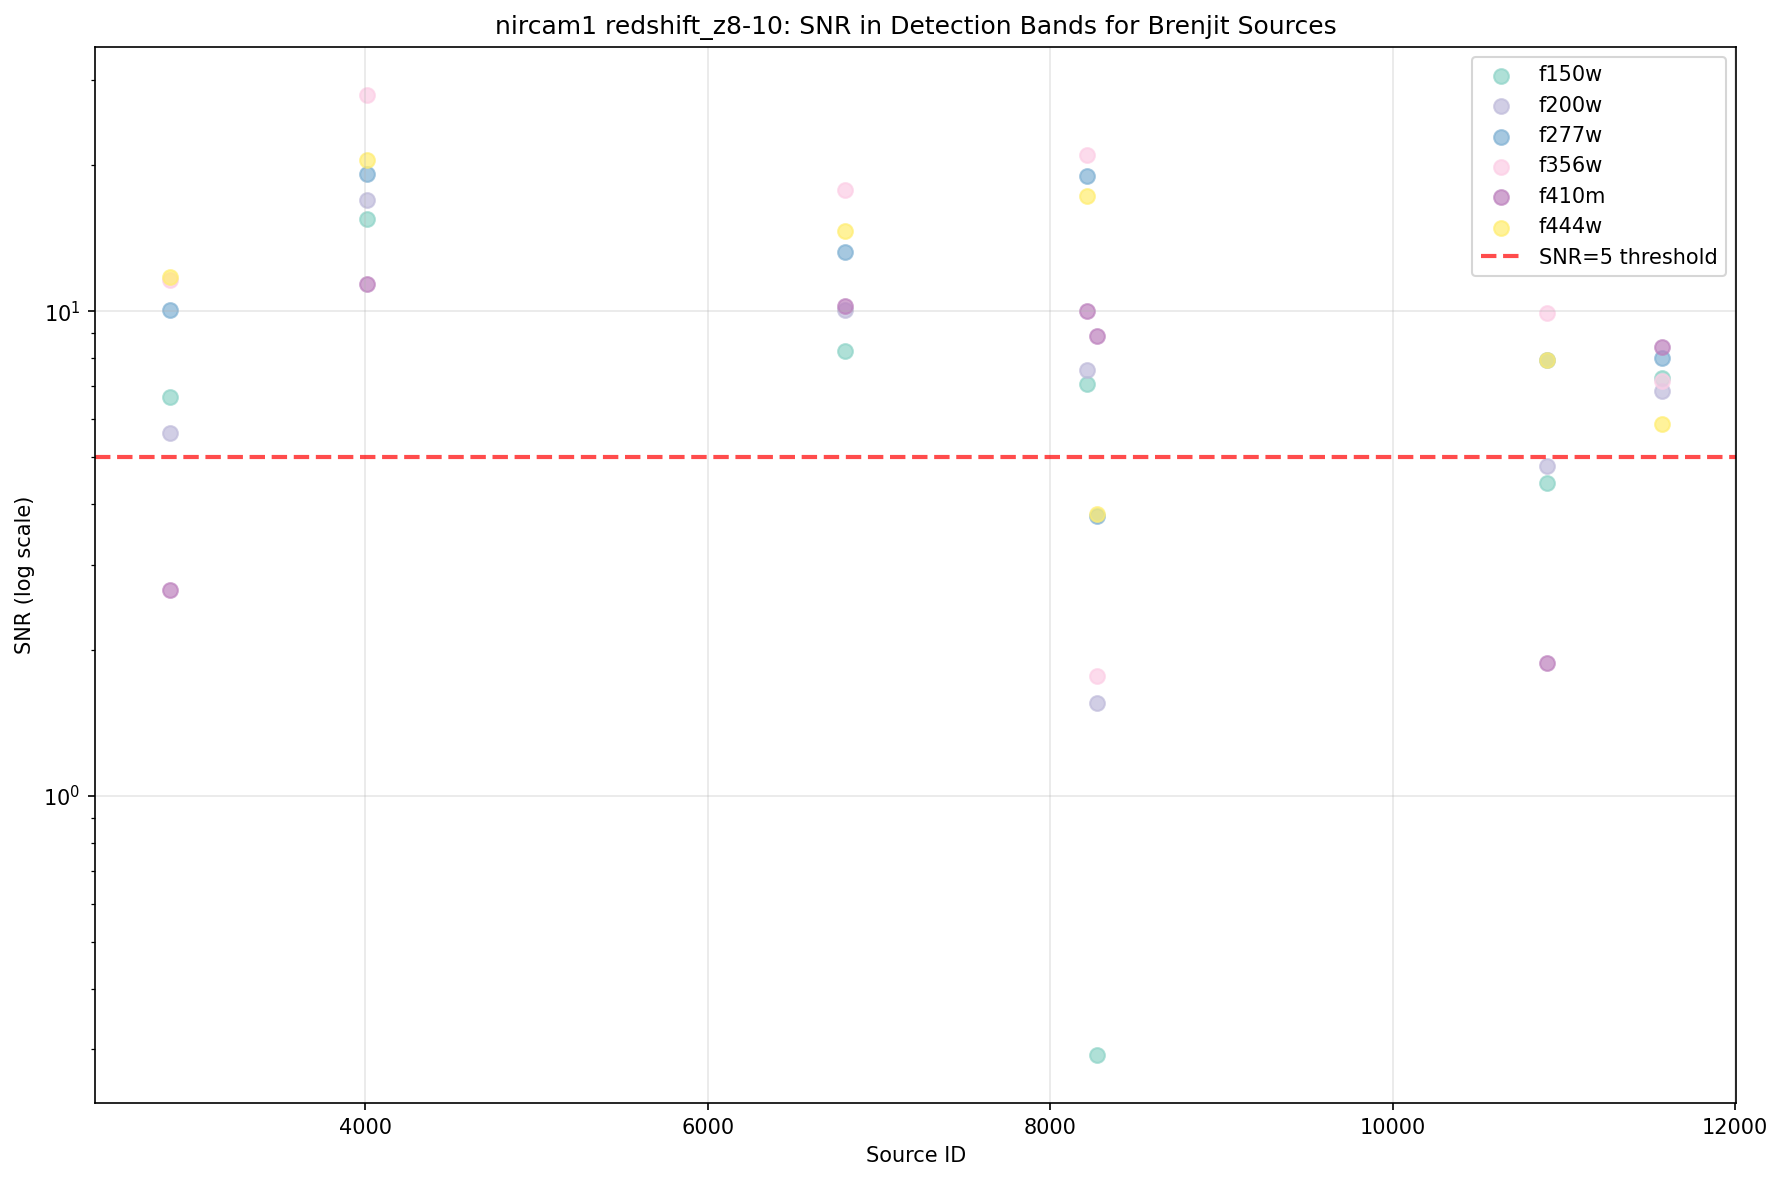 nircam1 redshift_z8-10: SNR in Detection Bands for Brenjit Sources
f150w
f200w
f277w
f356w
f410m
f444w
SNR=5 threshold
SNR (log scale)
10¹
10⁰
4000
6000
8000
10000
12000
Source ID